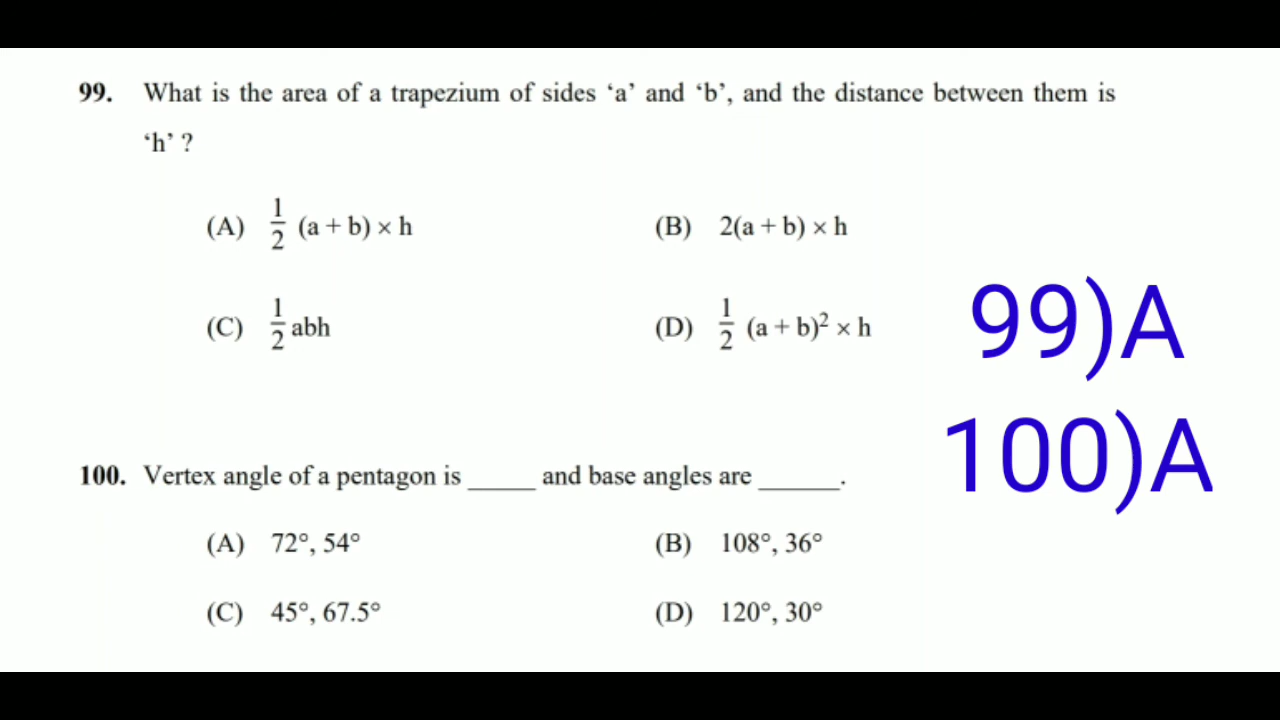 99. What is the area of a trapezium of sides ‘a’ and ‘b’, and the distance between them is
‘h’ ?
(A) 1/2 (a + b) × h (B) 2(a + b) × h
(C) 1/2 abh (D) 1/2 (a + b)² × h
99)A
100)A
100. Vertex angle of a pentagon is _____ and base angles are ______.
(A) 72°, 54° (B) 108°, 36°
(C) 45°, 67.5° (D) 120°, 30°